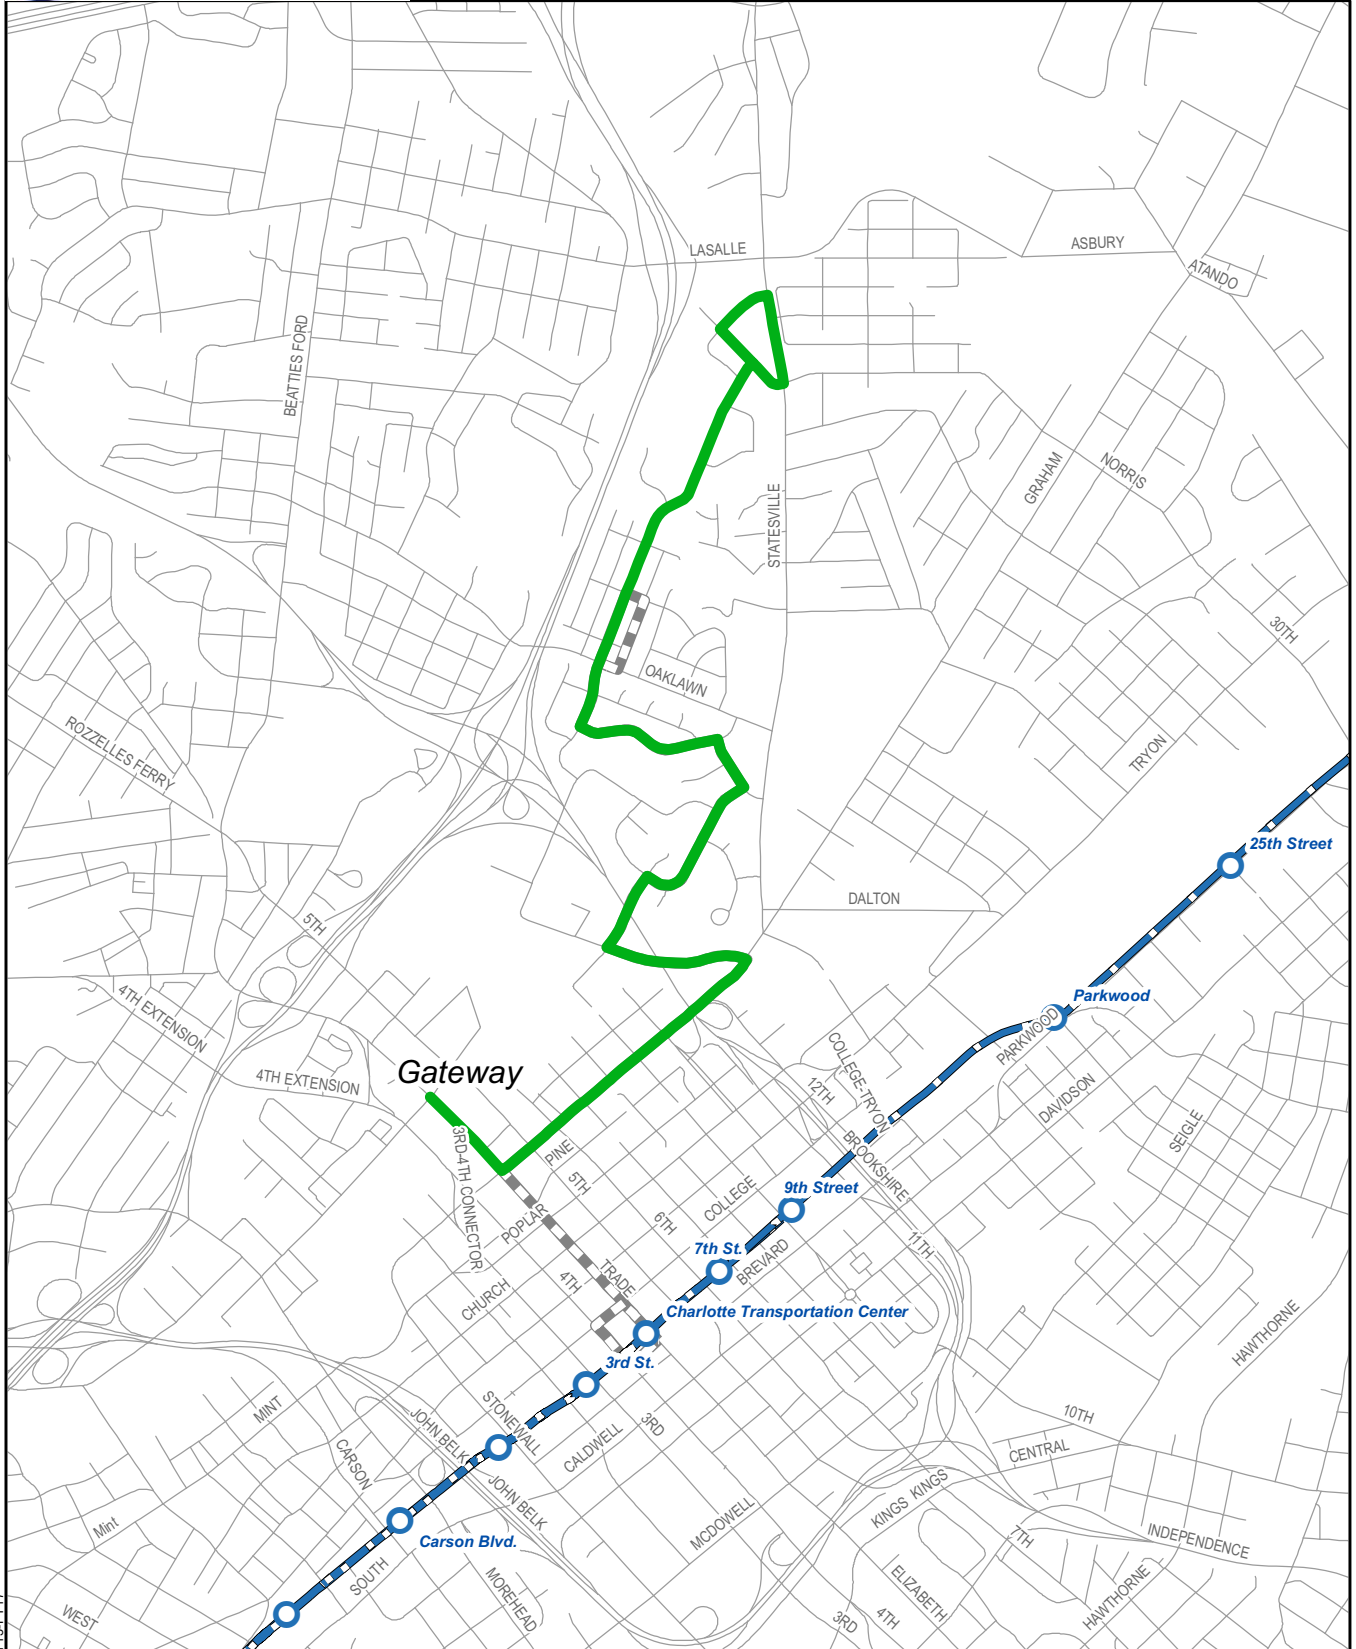 LASALLE
ASBURY
ATANDO
BEATTIES FORD
NORRIS
GRAHAM
STATESVILLE
30TH
OAKLAWN
ROZZELLES FERRY
TRYON
25th Street
DALTON
5TH
Parkwood
4TH EXTENSION
PARKWOOD
COLLEGE-TRYON
Gateway
4TH EXTENSION
12TH
DAVIDSON
SEIGLE
3RD-4TH CONNECTOR
PINE
BROOKSHIRE
5TH
9th Street
COLLEGE
POPLAR
6TH
11TH
7th St.
BREVARD
4TH
TRADE
CHURCH
Charlotte Transportation Center
HAWTHORNE
3rd St.
MINT
STONEWALL
JOHN BELK
3RD
10TH
CALDWELL
CARSON
CENTRAL
JOHN BELK
KINGS KINGS
Mint
MCDOWELL
7TH
INDEPENDENCE
Carson Blvd.
SOUTH
MOREHEAD
ELIZABETH
HAWTHORNE
WEST
3RD
4TH